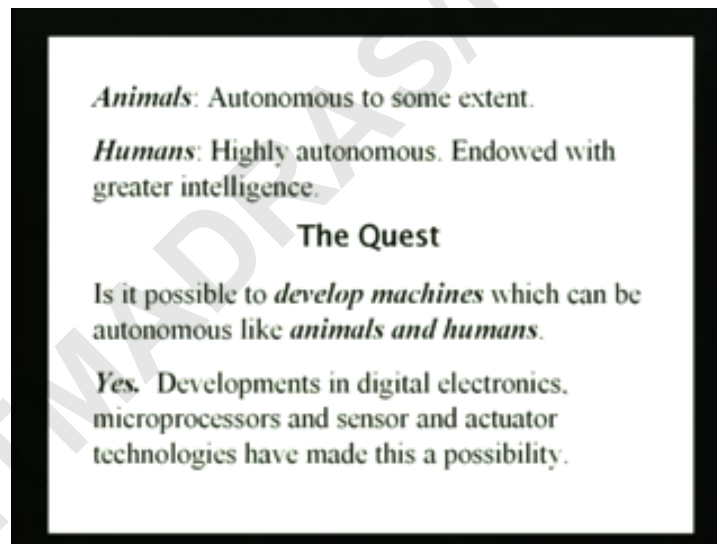 Animals: Autonomous to some extent.
Humans: Highly autonomous. Endowed with
greater intelligence.
The Quest
Is it possible to develop machines which can be
autonomous like animals and humans.
Yes. Developments in digital electronics,
microprocessors and sensor and actuator
technologies have made this a possibility.